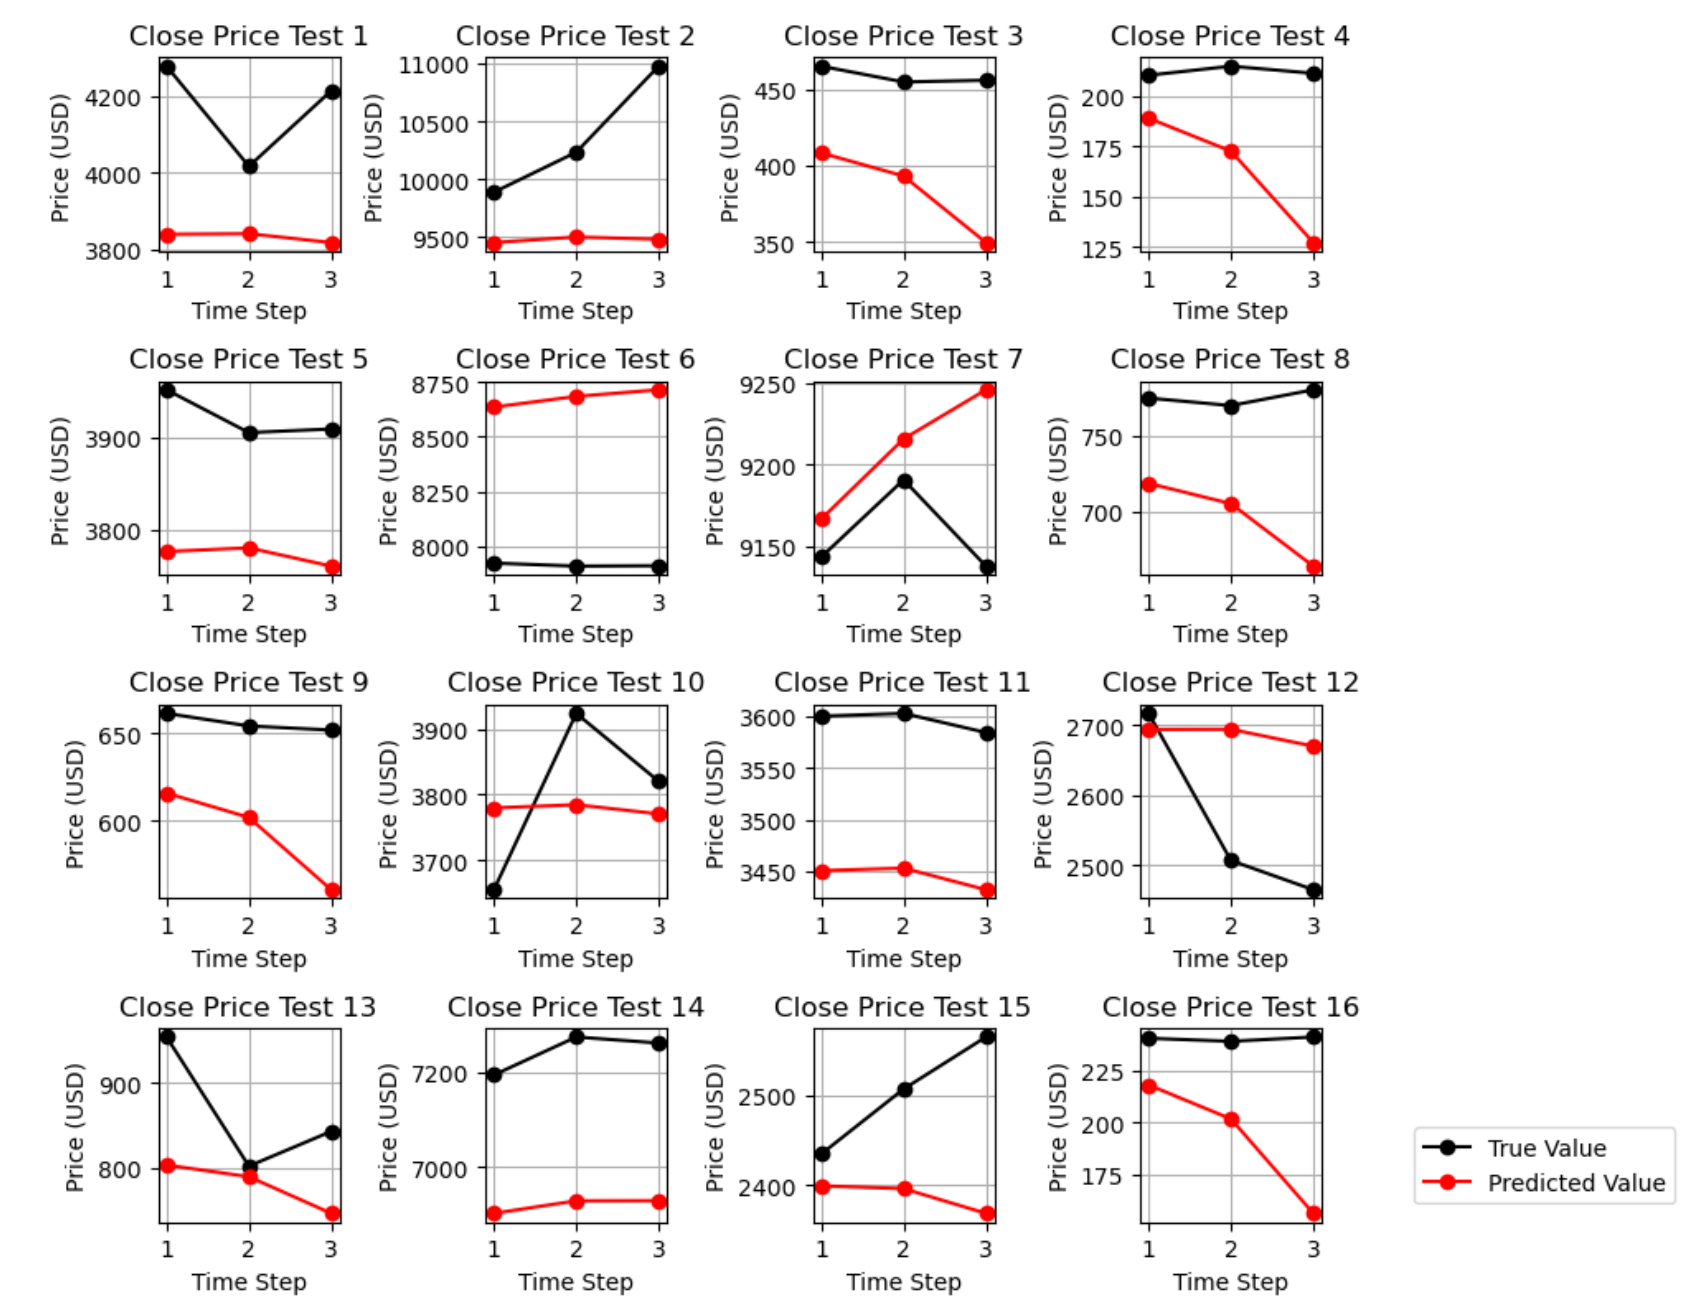 Close Price Test 1
4200
4000
3800
Price (USD)
1 2 3
Time Step
Close Price Test 2
11000
10500
10000
9500
Price (USD)
1 2 3
Time Step
Close Price Test 3
450
400
350
Price (USD)
1 2 3
Time Step
Close Price Test 4
200
175
150
125
Price (USD)
1 2 3
Time Step
Close Price Test 5
3900
3800
Price (USD)
1 2 3
Time Step
Close Price Test 6
8750
8500
8250
8000
Price (USD)
1 2 3
Time Step
Close Price Test 7
9250
9200
9150
Price (USD)
1 2 3
Time Step
Close Price Test 8
750
700
Price (USD)
1 2 3
Time Step
Close Price Test 9
650
600
Price (USD)
1 2 3
Time Step
Close Price Test 10
3900
3800
3700
Price (USD)
1 2 3
Time Step
Close Price Test 11
3600
3550
3500
3450
Price (USD)
1 2 3
Time Step
Close Price Test 12
2700
2600
2500
Price (USD)
1 2 3
Time Step
Close Price Test 13
900
800
Price (USD)
1 2 3
Time Step
Close Price Test 14
7200
7000
Price (USD)
1 2 3
Time Step
Close Price Test 15
2500
2400
Price (USD)
1 2 3
Time Step
Close Price Test 16
225
200
175
Price (USD)
1 2 3
Time Step
True Value
Predicted Value